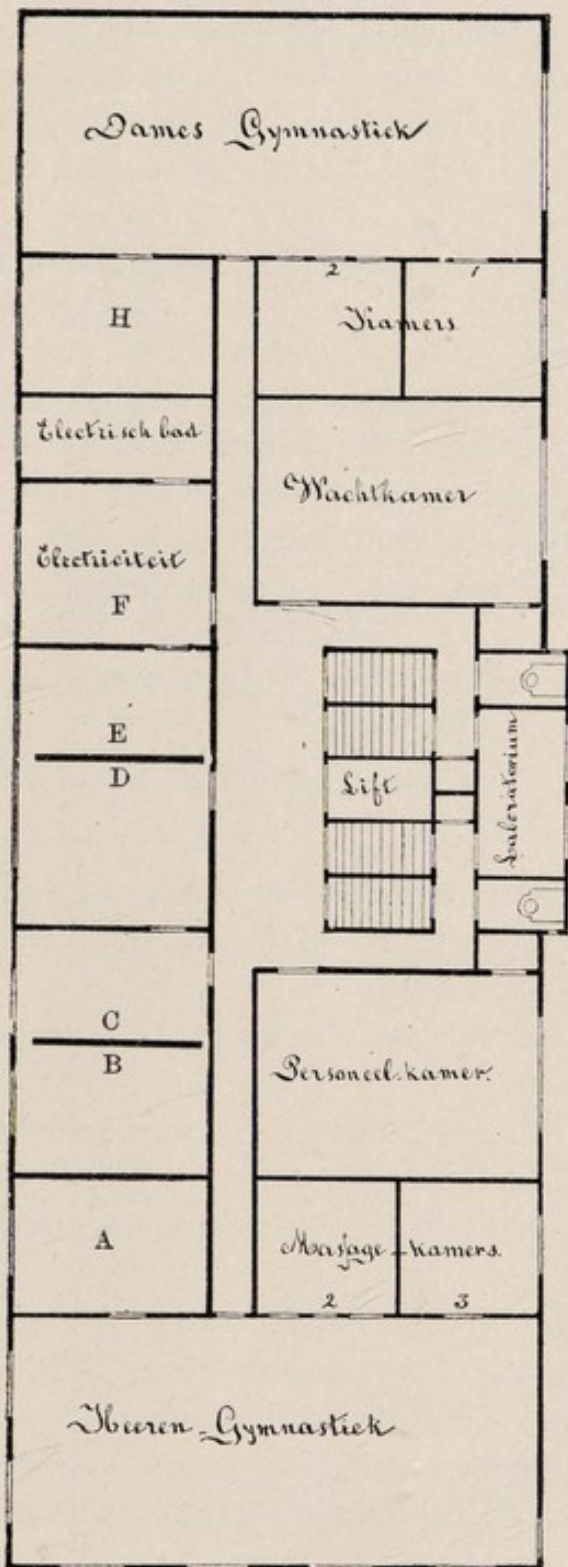 Dames Gymnastiek
2 1
H
Kamers
Electrisch bad
Wachtkamer
Electriciteit
F
E
D
Lift
Laboratorium
C
B
Personeel-kamer.
A
Massage-kamers.
2 3
Heeren-Gymnastiek